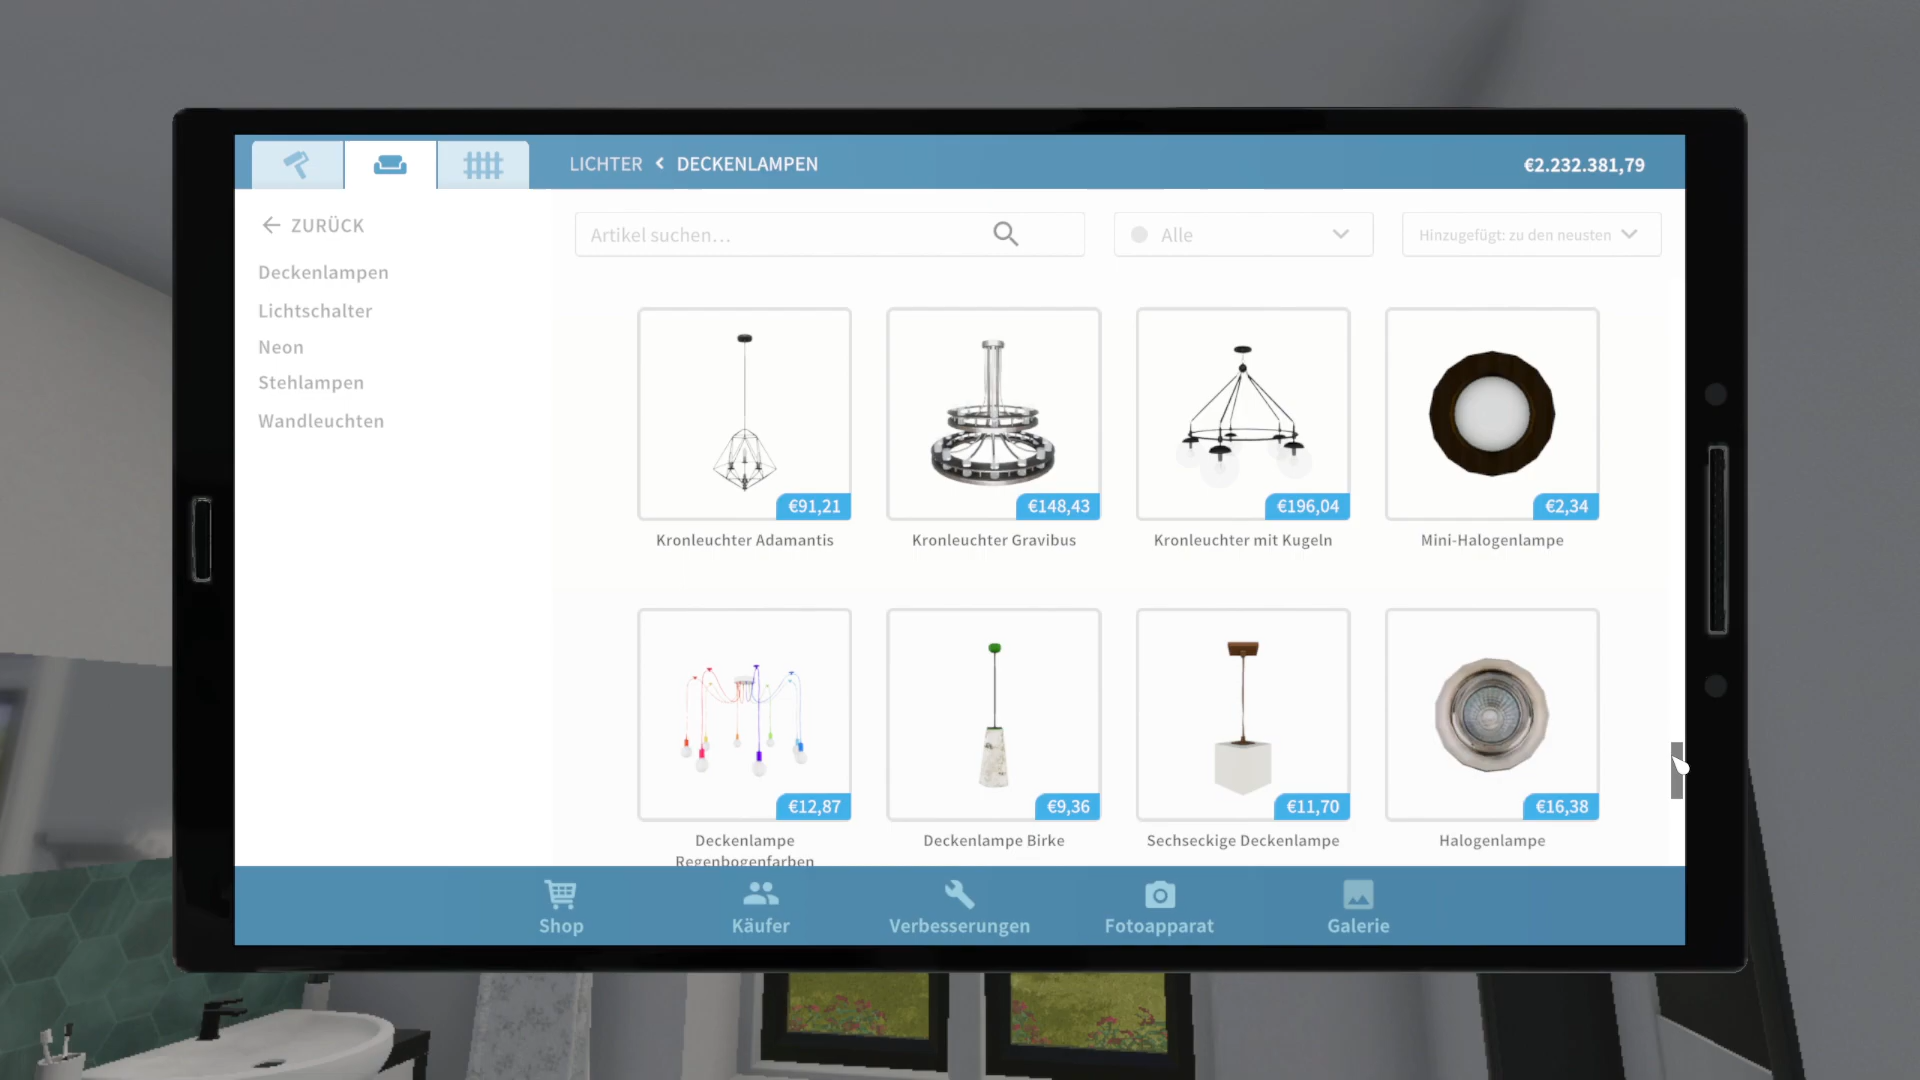 LICHTER < DECKENLAMPEN
€2.232.381,79
ZURÜCK
Artikel suchen...
Alle
Hinzugefügt: zu den neusten
Deckenlampen
Lichtschalter
Neon
Stehlampen
Wandleuchten
€91,21
€148,43
€196,04
€2,34
Kronleuchter Adamantis
Kronleuchter Gravibus
Kronleuchter mit Kugeln
Mini-Halogenlampe
€12,87
€9,36
€11,70
€16,38
Deckenlampe
Regenbogenfarben
Deckenlampe Birke
Sechseckige Deckenlampe
Halogenlampe
Shop
Käufer
Verbesserungen
Fotoapparat
Galerie